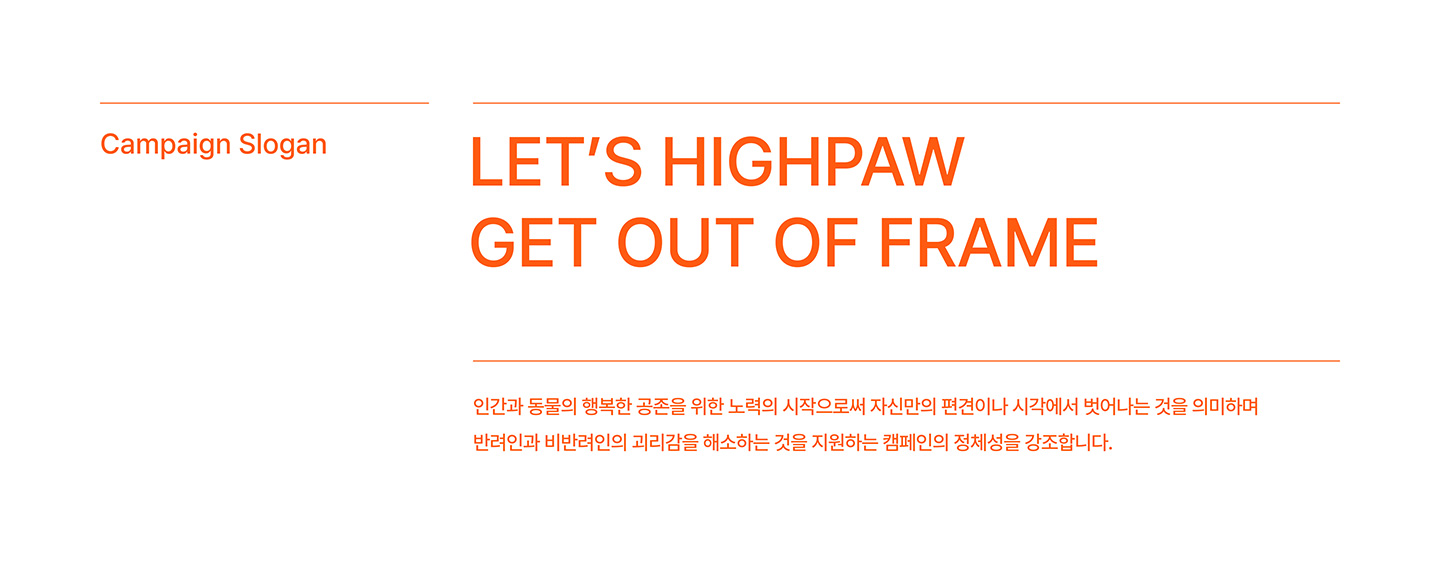 Campaign Slogan
LET’S HIGHPAW
GET OUT OF FRAME
인간과 동물의 행복한 공존을 위한 노력의 시작으로써 자신만의 편견이나 시각에서 벗어나는 것을 의미하며
반려인과 비반려인의 괴리감을 해소하는 것을 지원하는 캠페인의 정체성을 강조합니다.